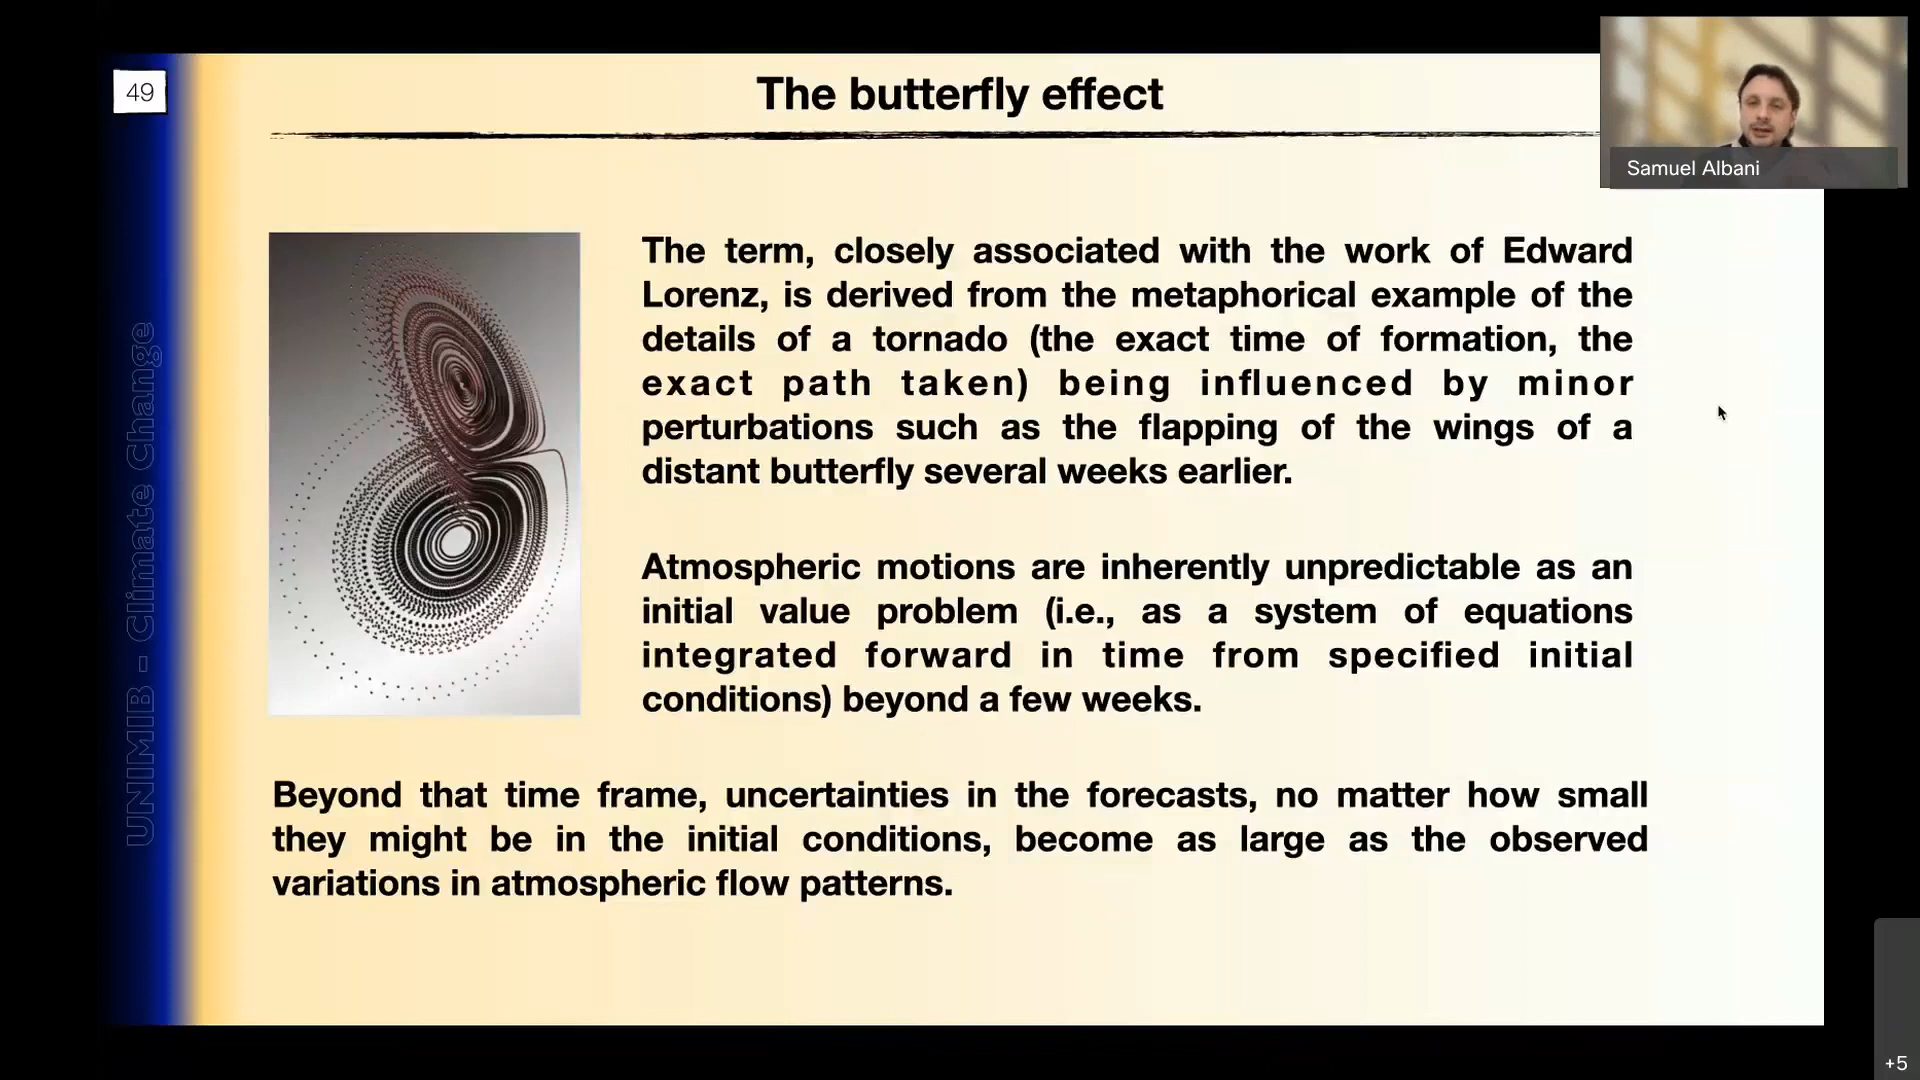 49
The butterfly effect
Samuel Albani
UNIMIB - Climate Change
The term, closely associated with the work of Edward
Lorenz, is derived from the metaphorical example of the
details of a tornado (the exact time of formation, the
exact path taken) being influenced by minor
perturbations such as the flapping of the wings of a
distant butterfly several weeks earlier.
Atmospheric motions are inherently unpredictable as an
initial value problem (i.e., as a system of equations
integrated forward in time from specified initial
conditions) beyond a few weeks.
Beyond that time frame, uncertainties in the forecasts, no matter how small
they might be in the initial conditions, become as large as the observed
variations in atmospheric flow patterns.
+5